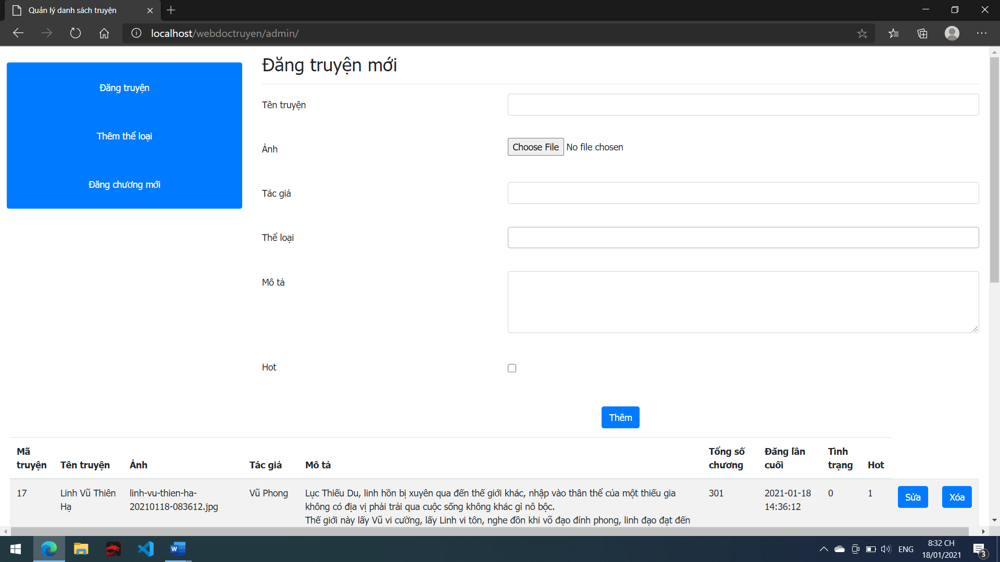 Quản lý danh sách truyện
localhost/webdoctruyen/admin/
Đăng truyện
Thêm thể loại
Đăng chương mới
Đăng truyện mới
Tên truyện
Ảnh
Choose File No file chosen
Tác giả
Thể loại
Mô tả
Hot
Thêm
Mã truyện
Tên truyện
Ảnh
Tác giả
Mô tả
Tổng số chương
Đăng lần cuối
Tình trạng
Hot
17
Linh Vũ Thiên Hạ
linh-vu-thien-ha-
20210118-083612.jpg
Vũ Phong
Lục Thiếu Du, linh hồn bị xuyên qua đến thế giới khác, nhập vào thân thể của một thiếu gia
không có địa vị phải trải qua cuộc sống không khác gì nô bộc.
Thế giới này lấy Vũ vi cường, lấy Linh vi tôn, nghe đồn khi võ đạo đỉnh phong, linh đạo đạt đến
301
2021-01-18
14:36:12
0
1
Sửa
Xóa
W
ENG
8:32 CH
18/01/2021
3